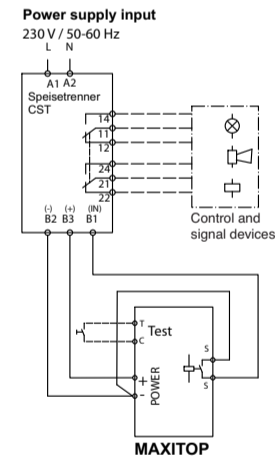 Power supply input
230 V / 50-60 Hz
L N
A1 A2
Speisetrenner
CST
14
11
12
24
21
22
Control and
signal devices
(-) (+) (IN)
B2 B3 B1
T
Test
C
S
+
POWER
-
S
MAXITOP